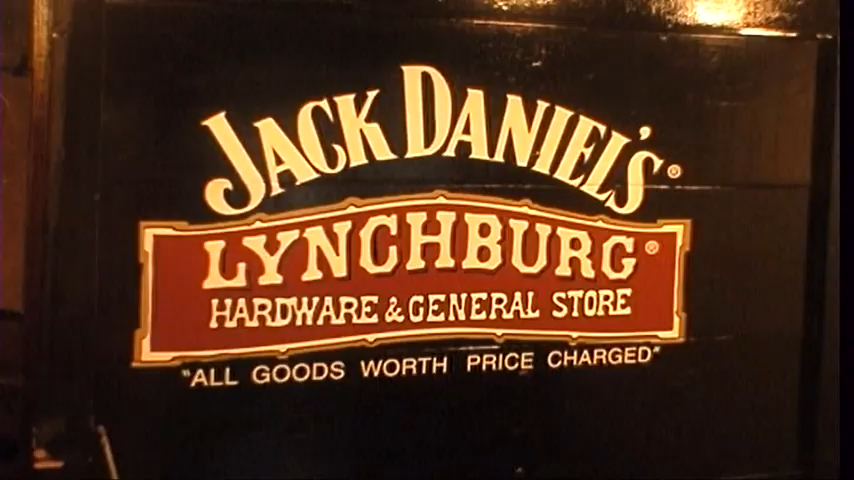 JACK DANIEL'S®
LYNCHBURG®
HARDWARE & GENERAL STORE
"ALL GOODS WORTH PRICE CHARGED"